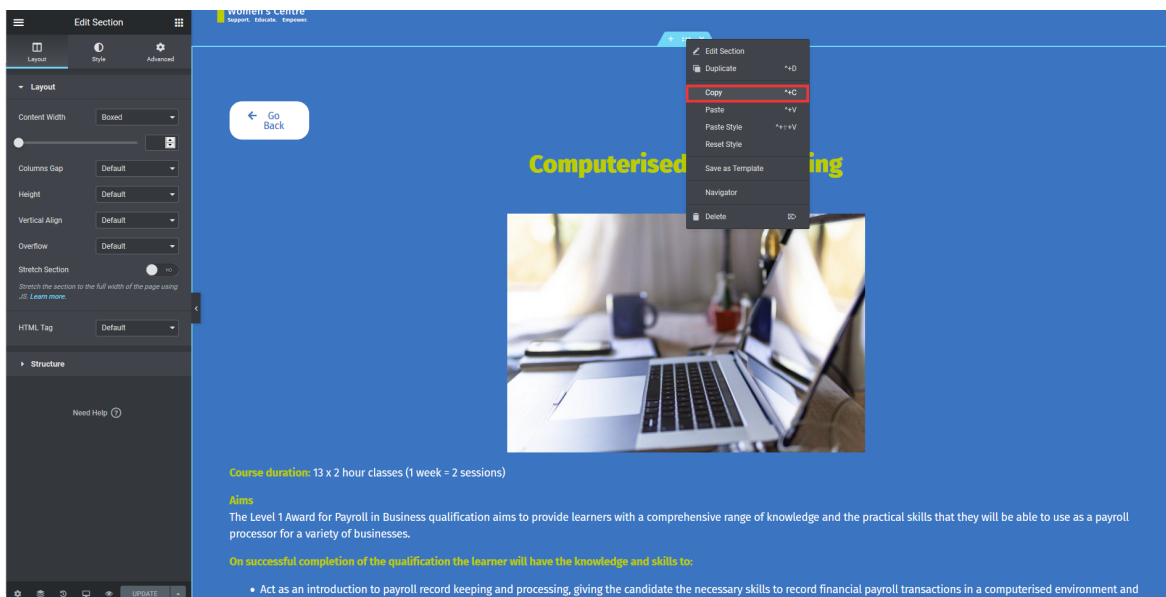 Edit Section
Layout
Style
Advanced
Layout
Content Width
Boxed
Columns Gap
Default
Height
Default
Vertical Align
Default
Overflow
Default
Stretch Section
NO
Stretch the section to the full width of the page using
JS. Learn more.
HTML Tag
Default
Structure
Need Help ?
UPDATE
Women's Centre
Support. Educate. Empower.
Edit Section
Duplicate ^+D
Copy ^+C
Paste ^+V
Paste Style ^+⇧+V
Reset Style
Save as Template
Navigator
Delete ⌦
Go
Back
Computerised ing
Course duration: 13 x 2 hour classes (1 week = 2 sessions)
Aims
The Level 1 Award for Payroll in Business qualification aims to provide learners with a comprehensive range of knowledge and the practical skills that they will be able to use as a payroll
processor for a variety of businesses.
On successful completion of the qualification the learner will have the knowledge and skills to:
• Act as an introduction to payroll record keeping and processing, giving the candidate the necessary skills to record financial payroll transactions in a computerised environment and